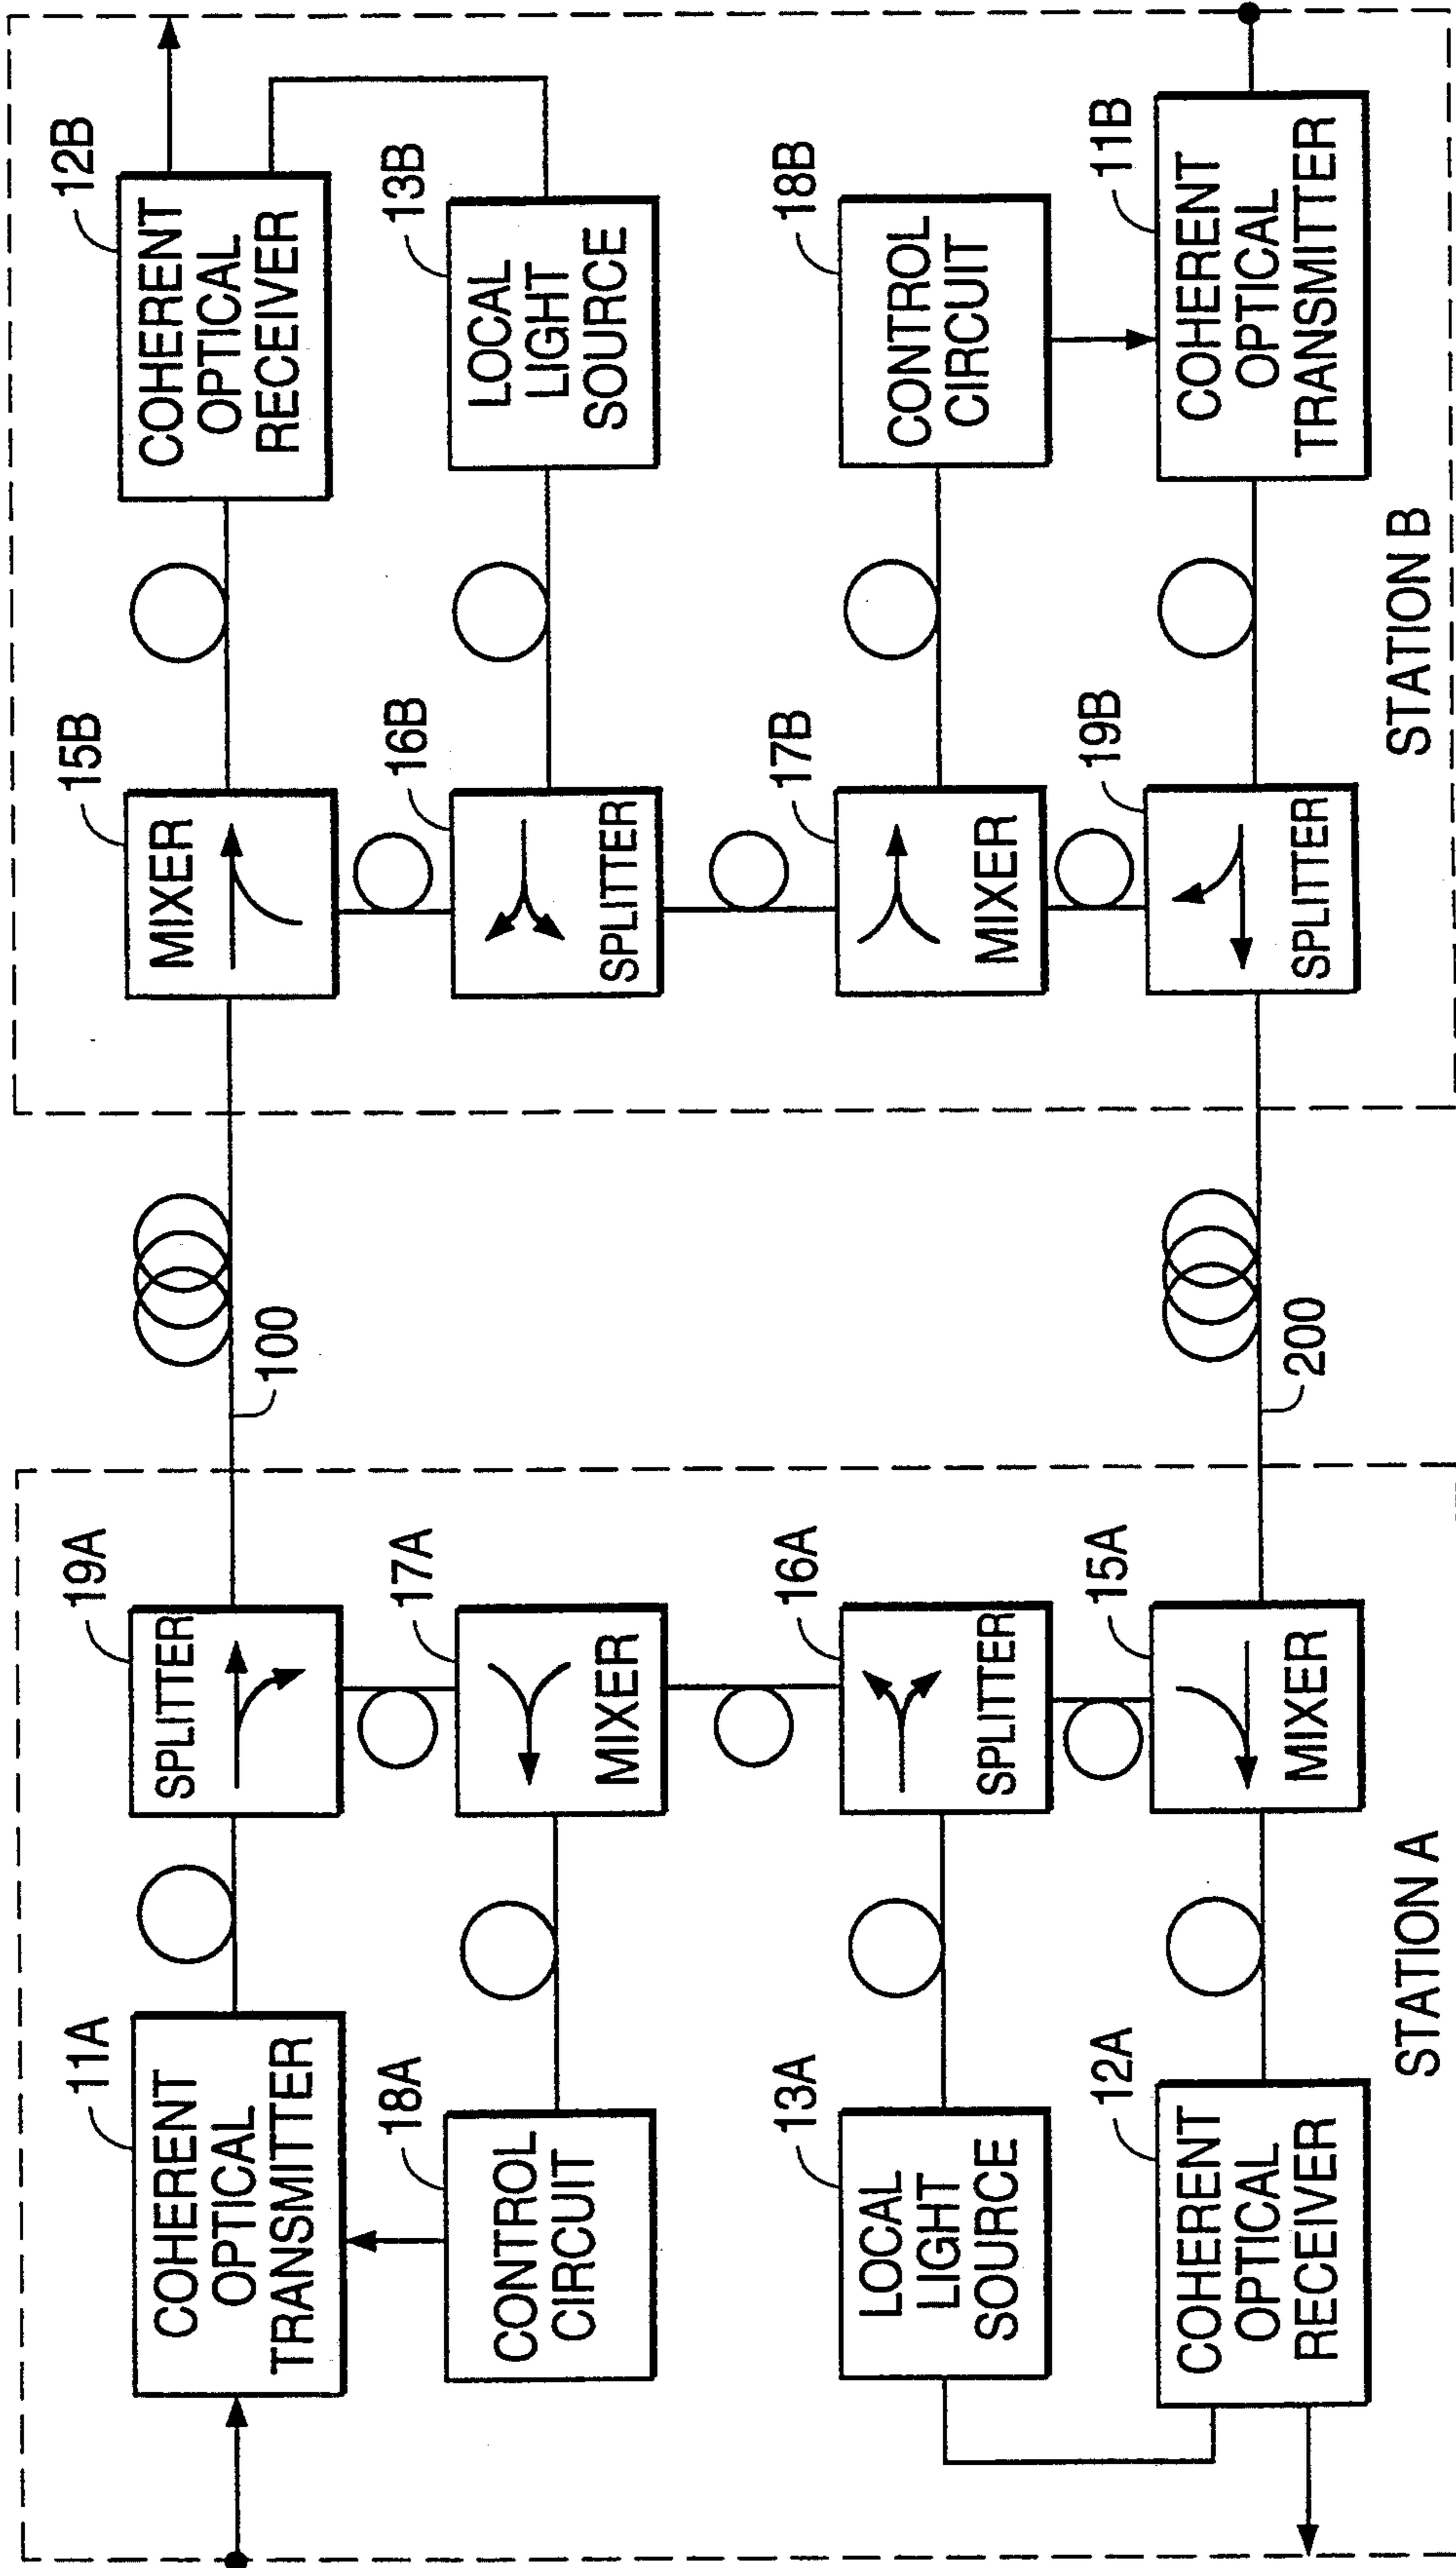 11A
COHERENT
OPTICAL
TRANSMITTER
19A
SPLITTER
100
15B
MIXER
12B
COHERENT
OPTICAL
RECEIVER
18A
CONTROL
CIRCUIT
17A
MIXER
16B
SPLITTER
13B
LOCAL
LIGHT
SOURCE
13A
LOCAL
LIGHT
SOURCE
16A
SPLITTER
17B
MIXER
18B
CONTROL
CIRCUIT
12A
COHERENT
OPTICAL
RECEIVER
15A
MIXER
200
19B
SPLITTER
11B
COHERENT
OPTICAL
TRANSMITTER
STATION A
STATION B